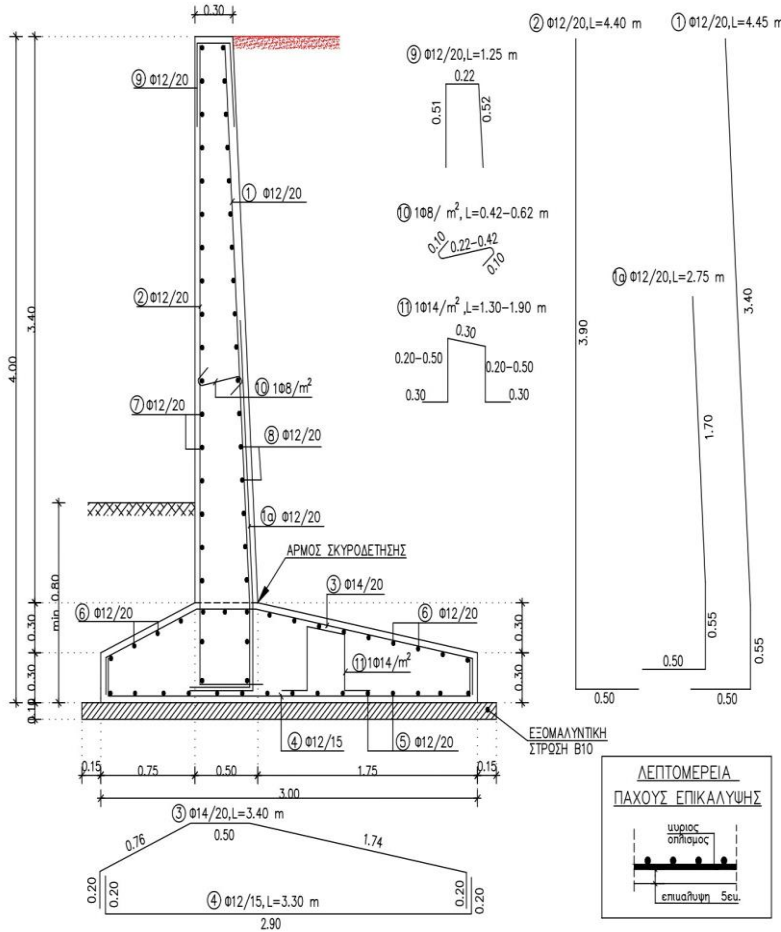 0.30
② Φ12/20,L=4.40 m
① Φ12/20,L=4.45 m
⑨ Φ12/20,L=1.25 m
0.22
0.51
0.52
⑨ Φ12/20
① Φ12/20
⑩ 1Φ8/ m², L=0.42-0.62 m
0.10
0.22-0.42
0.10
② Φ12/20
1α Φ12/20,L=2.75 m
⑪ 1Φ14/m² ,L=1.30-1.90 m
0.30
0.20-0.50
0.20-0.50
0.30
0.30
3.90
3.40
1.70
4.00
3.40
⑩ 1Φ8/m²
⑦ Φ12/20
⑧ Φ12/20
1α Φ12/20
ΑΡΜΟΣ ΣΚΥΡΟΔΕΤΗΣΗΣ
min 0.80
③ Φ14/20
⑥ Φ12/20
⑥ Φ12/20
0.30
0.30
0.10
0.30
0.30
⑪ 1Φ14/m²
0.55
0.55
0.50
0.50
0.50
④ Φ12/15
⑤ Φ12/20
ΕΞΟΜΑΛΥΝΤΙΚΗ
ΣΤΡΩΣΗ Β10
0.15
0.75
0.50
1.75
0.15
3.00
③ Φ14/20,L=3.40 m
0.76
0.50
1.74
0.20
0.20
0.20
0.20
④ Φ12/15,L=3.30 m
2.90
ΛΕΠΤΟΜΕΡΕΙΑ
ΠΑΧΟΥΣ ΕΠΙΚΑΛΥΨΗΣ
κυριος
οπλισμος
επικαλυψη 5εκ.